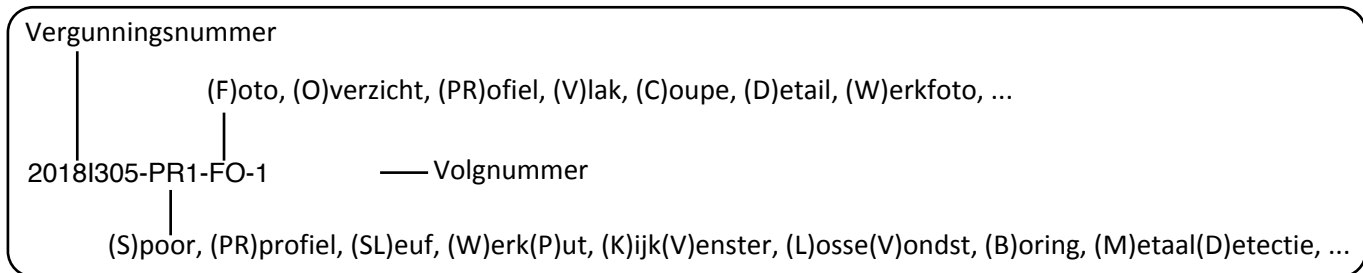 Vergunningsnummer
(F)oto, (O)verzicht, (PR)ofiel, (V)lak, (C)oupe, (D)etail, (W)erkfoto, ...
2018I305-PR1-FO-1 Volgnummer
(S)poor, (PR)profiel, (SL)euf, (W)erk(P)ut, (K)ijk(V)enster, (L)osse(V)ondst, (B)oring, (M)etaal(D)etectie, ...